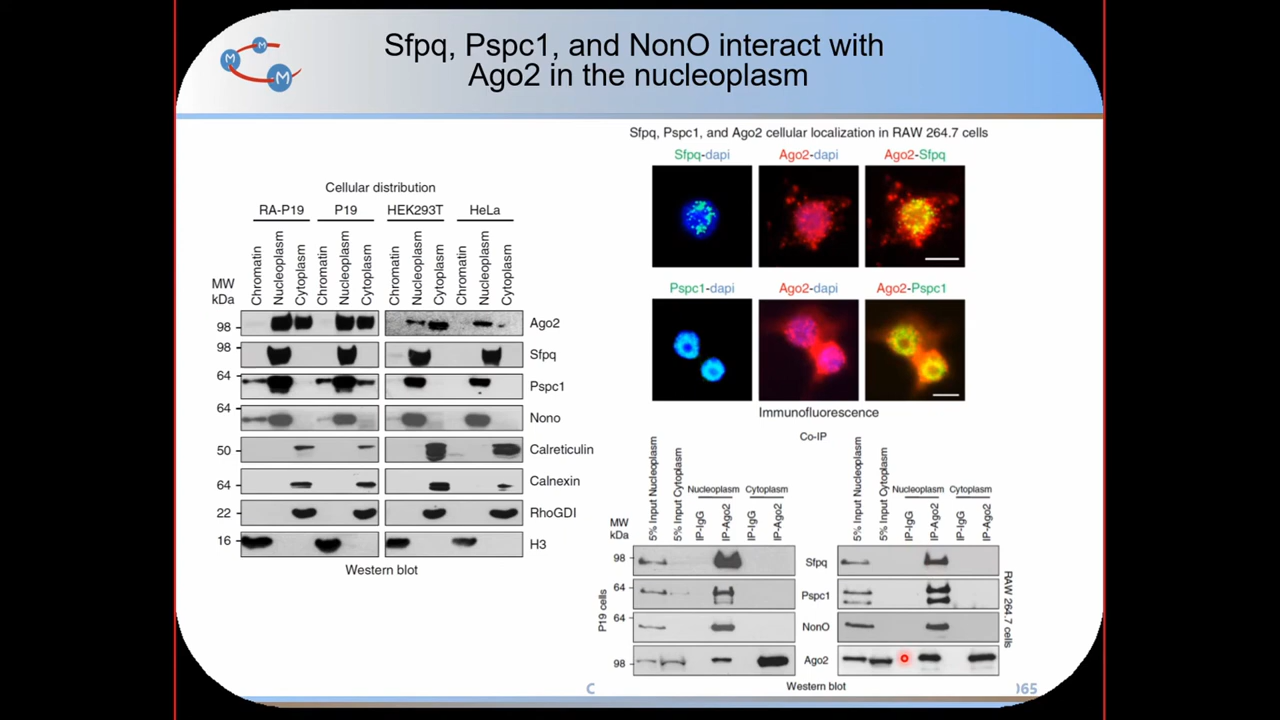 Sfpq, Pspc1, and NonO interact with
Ago2 in the nucleoplasm
M
M
M
Cellular distribution
RA-P19 P19 HEK293T HeLa
MW
kDa
Chromatin
Nucleoplasm
Cytoplasm
Chromatin
Nucleoplasm
Cytoplasm
Chromatin
Nucleoplasm
Cytoplasm
Chromatin
Nucleoplasm
Cytoplasm
98 Ago2
98 Sfpq
64 Pspc1
64 Nono
50 Calreticulin
64 Calnexin
22 RhoGDI
16 H3
Western blot
Sfpq, Pspc1, and Ago2 cellular localization in RAW 264.7 cells
Sfpq-dapi Ago2-dapi Ago2-Sfpq
Pspc1-dapi Ago2-dapi Ago2-Pspc1
Immunofluorescence
Co-IP
MW
kDa
5% Input Nucleoplasm
5% Input Cytoplasm
Nucleoplasm
IP-IgG
IP-Ago2
Cytoplasm
IP-IgG
IP-Ago2
5% Input Nucleoplasm
5% Input Cytoplasm
Nucleoplasm
IP-IgG
IP-Ago2
Cytoplasm
IP-IgG
IP-Ago2
P19 cells
98 Sfpq
64 Pspc1
64 NonO
98 Ago2
RAW 264.7 cells
Western blot
C
065